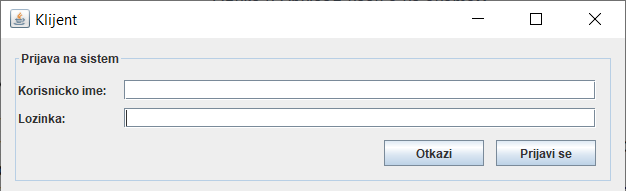 Klijent
Prijava na sistem
Korisnicko ime:
Lozinka:
Otkazi Prijavi se